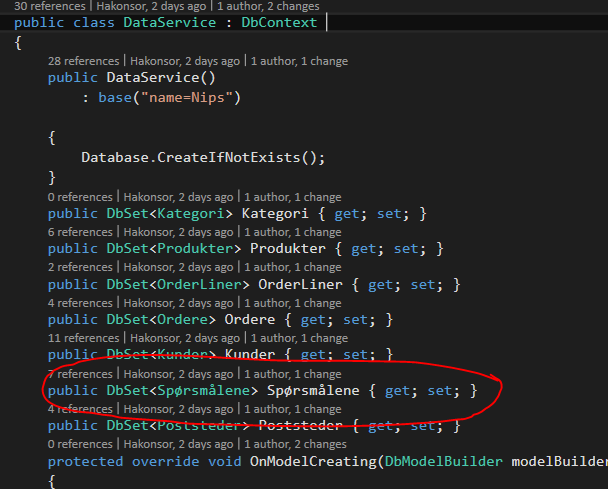 30 references | Hakonsor, 2 days ago | 1 author, 2 changes
public class DataService : DbContext
{
28 references | Hakonsor, 2 days ago | 1 author, 1 change
public DataService()
: base("name=Nips")
{
Database.CreateIfNotExists();
}
0 references | Hakonsor, 2 days ago | 1 author, 1 change
public DbSet<Kategori> Kategori { get; set; }
6 references | Hakonsor, 2 days ago | 1 author, 1 change
public DbSet<Produkter> Produkter { get; set; }
2 references | Hakonsor, 2 days ago | 1 author, 1 change
public DbSet<OrderLiner> OrderLiner { get; set; }
4 references | Hakonsor, 2 days ago | 1 author, 1 change
public DbSet<Ordere> Ordere { get; set; }
11 references | Hakonsor, 2 days ago | 1 author, 1 change
public DbSet<Kunder> Kunder { get; set; }
7 references | Hakonsor, 2 days ago | 1 author, 1 change
public DbSet<Spørsmålene> Spørsmålene { get; set; }
4 references | Hakonsor, 2 days ago | 1 author, 1 change
public DbSet<Poststeder> Poststeder { get; set; }
0 references | Hakonsor, 2 days ago | 1 author, 2 changes
protected override void OnModelCreating(DbModelBuilder modelBuilder
{